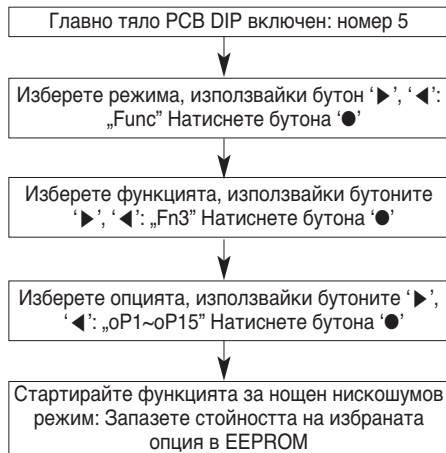 Главно тяло PCB DIP включен: номер 5
Изберете режима, използвайки бутон ‘▶’, ‘◀’:
„Func” Натиснете бутона ‘●’
Изберете функцията, използвайки бутоните
‘▶’, ‘◀’: „Fn3” Натиснете бутона ‘●’
Изберете опцията, използвайки бутоните ‘▶’,
‘◀’: „oP1~oP15” Натиснете бутона ‘●’
Стартирайте функцията за нощен нискошумов
режим: Запазете стойността на избраната
опция в EEPROM